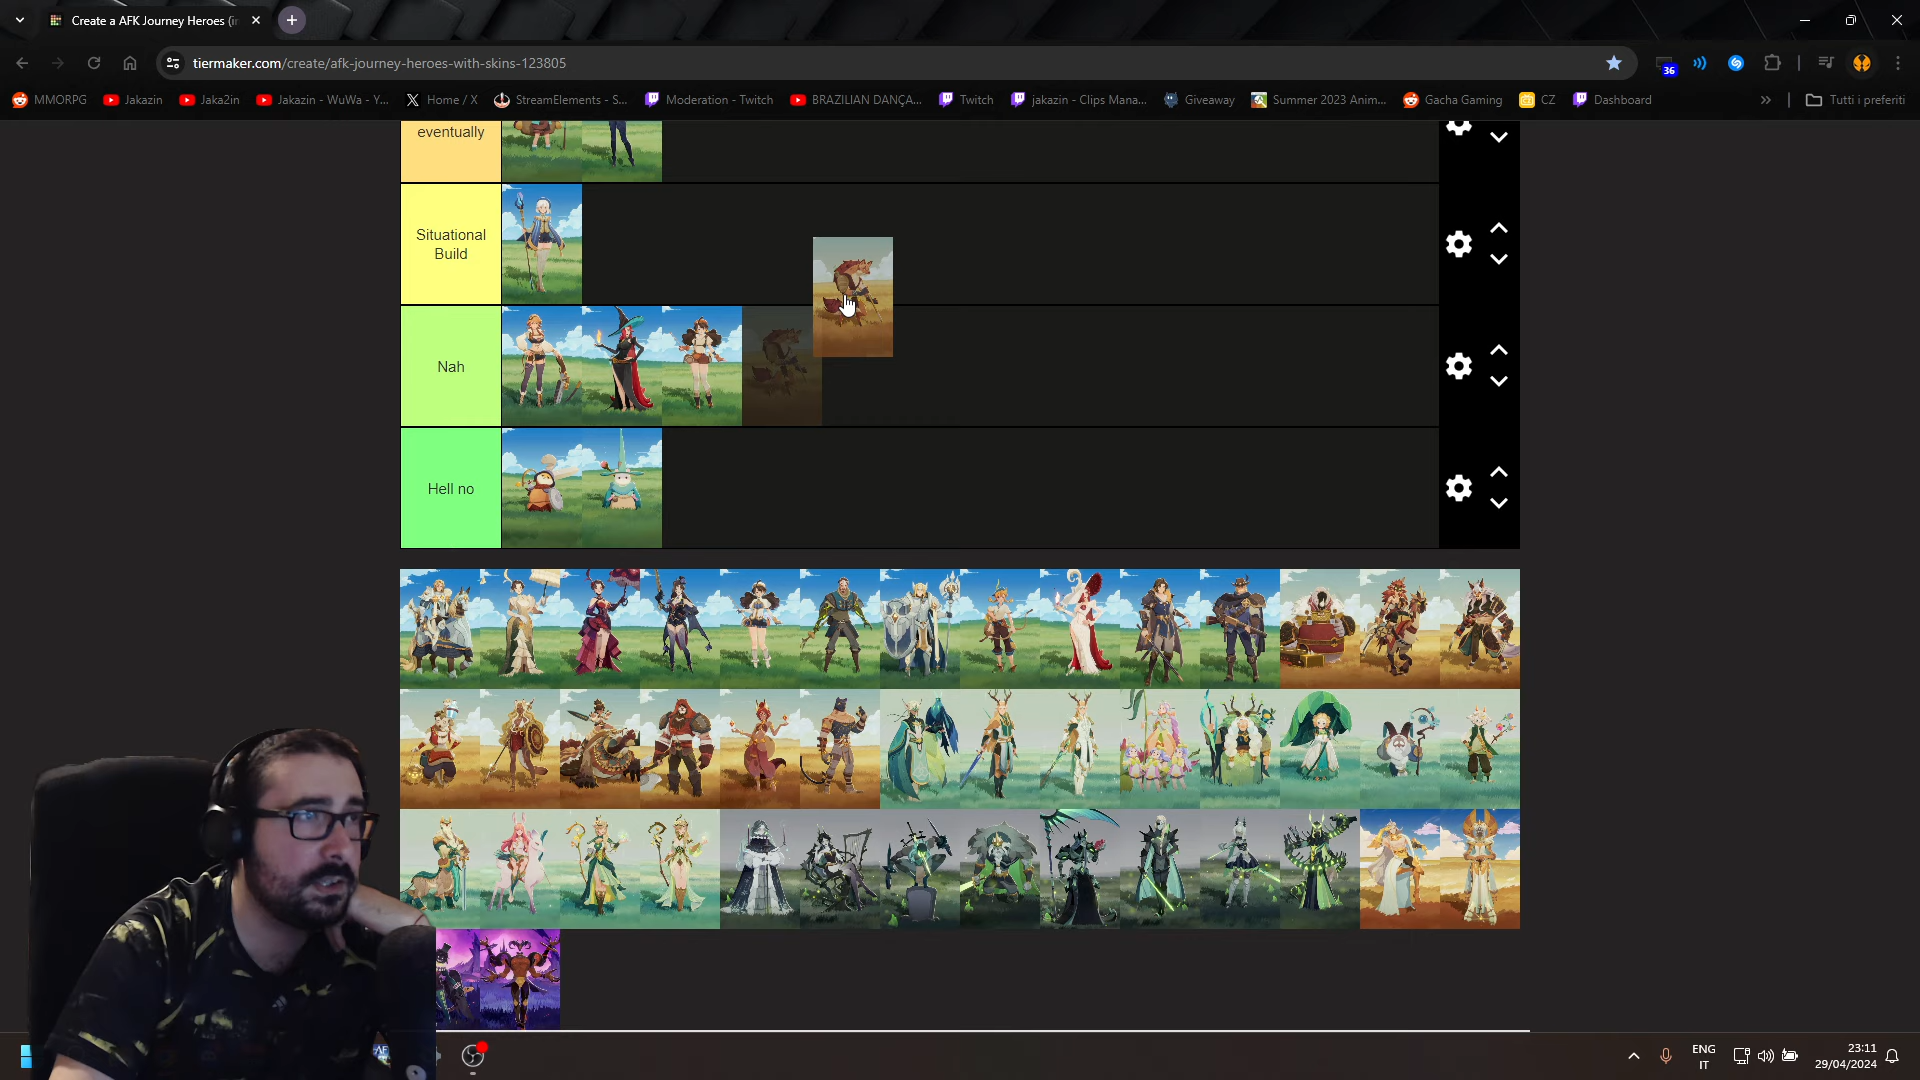 Create a AFK Journey Heroes (i
tiermaker.com/create/afk-journey-heroes-with-skins-123805
36
MMORPG
Jakazin
Jaka2in
Jakazin - WuWa - Y...
Home / X
StreamElements - S...
Moderation - Twitch
BRAZILIAN DANÇA...
Twitch
jakazin - Clips Mana...
Giveaway
Summer 2023 Anim...
Gacha Gaming
CZ
Dashboard
Tutti i preferiti
eventually
Situational
Build
Nah
Hell no
AF
ENG
IT
23:11
29/04/2024